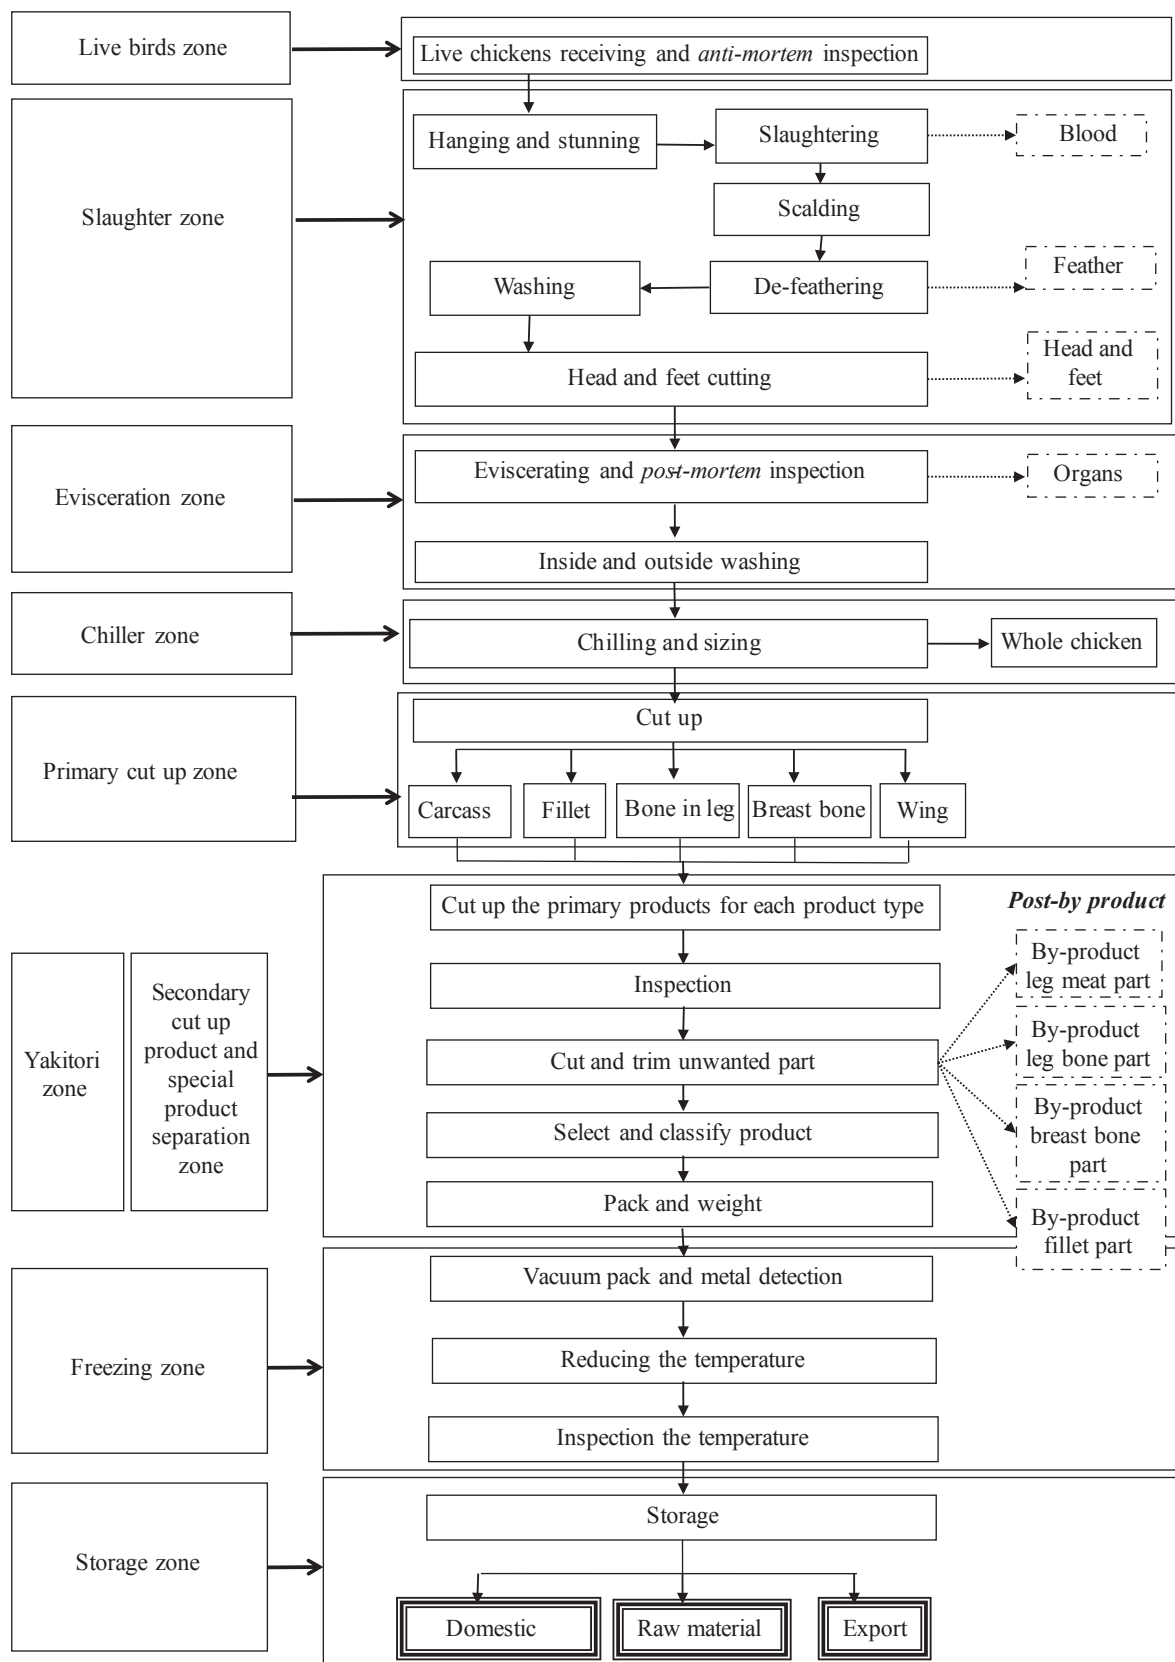 Live birds zone
Live chickens receiving and anti-mortem inspection
Slaughter zone
Hanging and stunning
Slaughtering
Blood
Scalding
Washing
De-feathering
Feather
Head and feet cutting
Head and
feet
Evisceration zone
Eviscerating and post-mortem inspection
Organs
Inside and outside washing
Chiller zone
Chilling and sizing
Whole chicken
Primary cut up zone
Cut up
Carcass
Fillet
Bone in leg
Breast bone
Wing
Yakitori
zone
Secondary
cut up
product and
special
product
separation
zone
Cut up the primary products for each product type
Inspection
Cut and trim unwanted part
Select and classify product
Pack and weight
Post-by product
By-product
leg meat part
By-product
leg bone part
By-product
breast bone
part
By-product
fillet part
Freezing zone
Vacuum pack and metal detection
Reducing the temperature
Inspection the temperature
Storage zone
Storage
Domestic
Raw material
Export